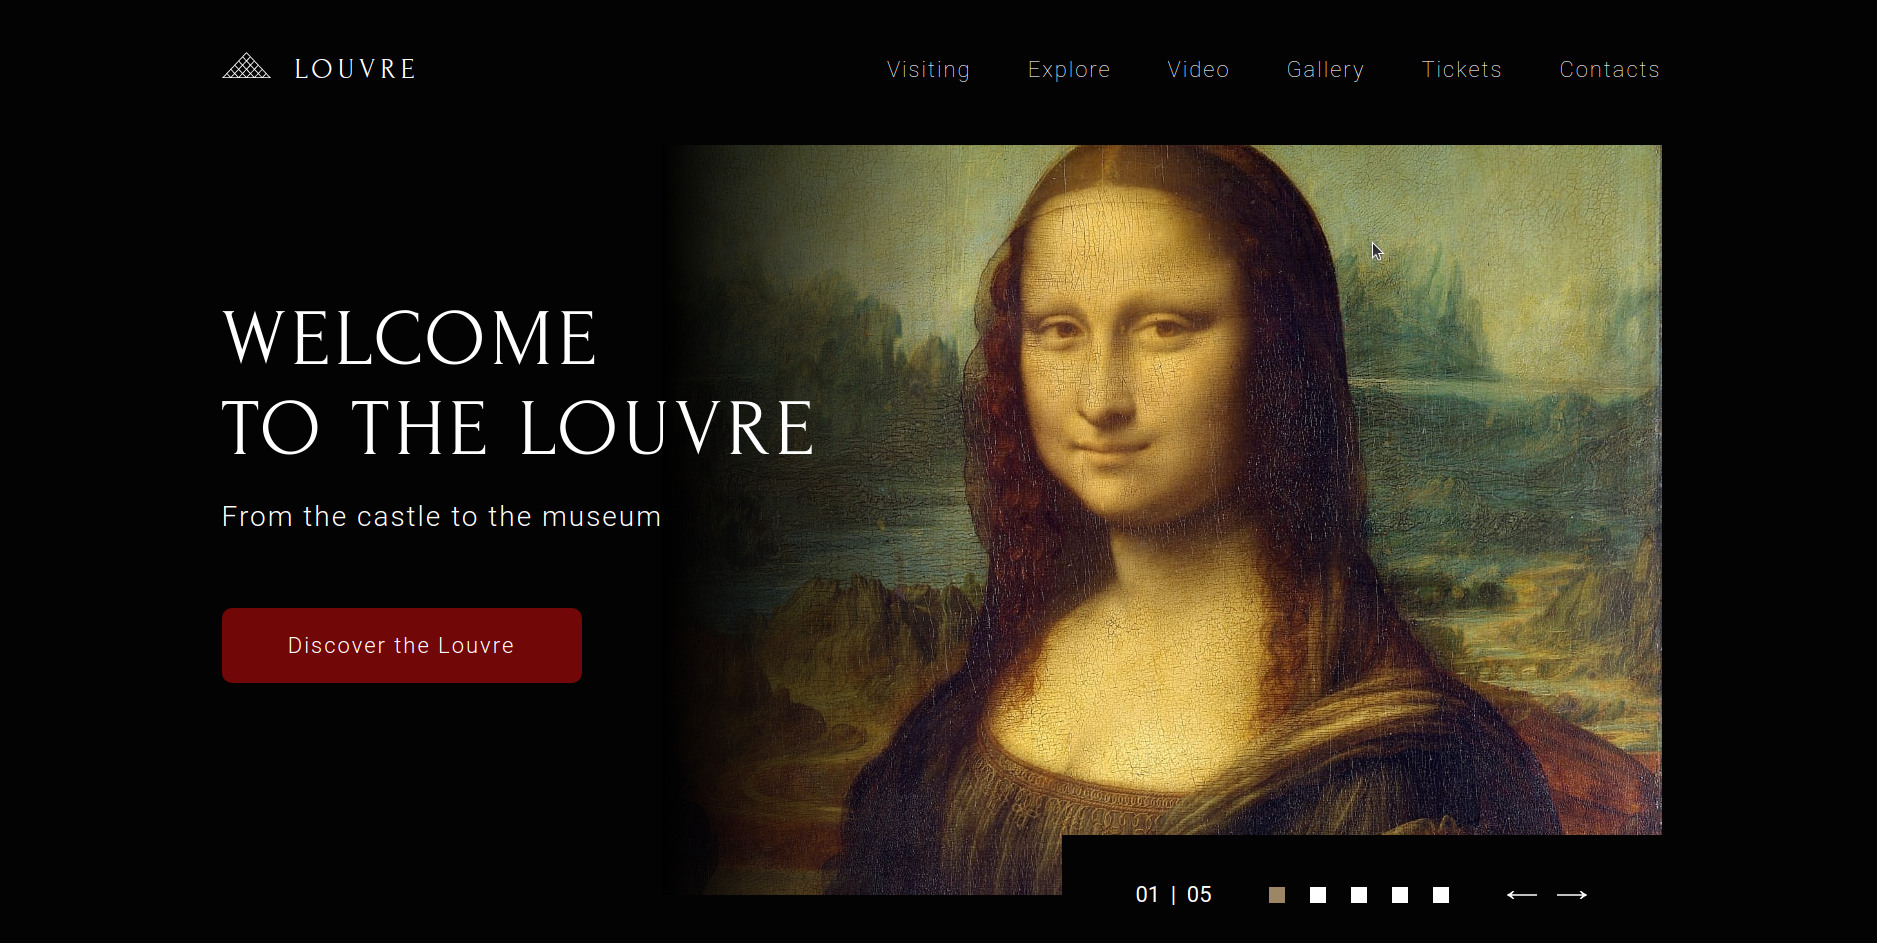 LOUVRE
Visiting Explore Video Gallery Tickets Contacts
WELCOME
TO THE LOUVRE
From the castle to the museum
Discover the Louvre
01 | 05